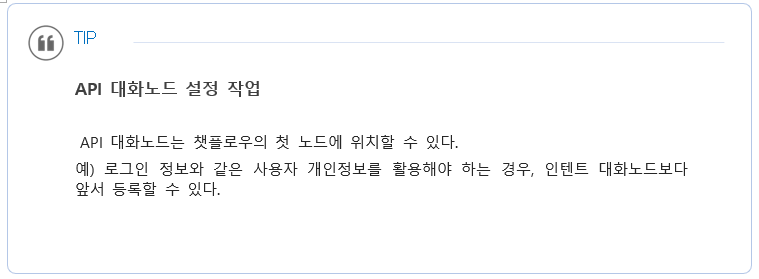 TIP
API 대화노드 설정 작업
API 대화노드는 챗플로우의 첫 노드에 위치할 수 있다.
예) 로그인 정보와 같은 사용자 개인정보를 활용해야 하는 경우, 인텐트 대화노드보다
앞서 등록할 수 있다.